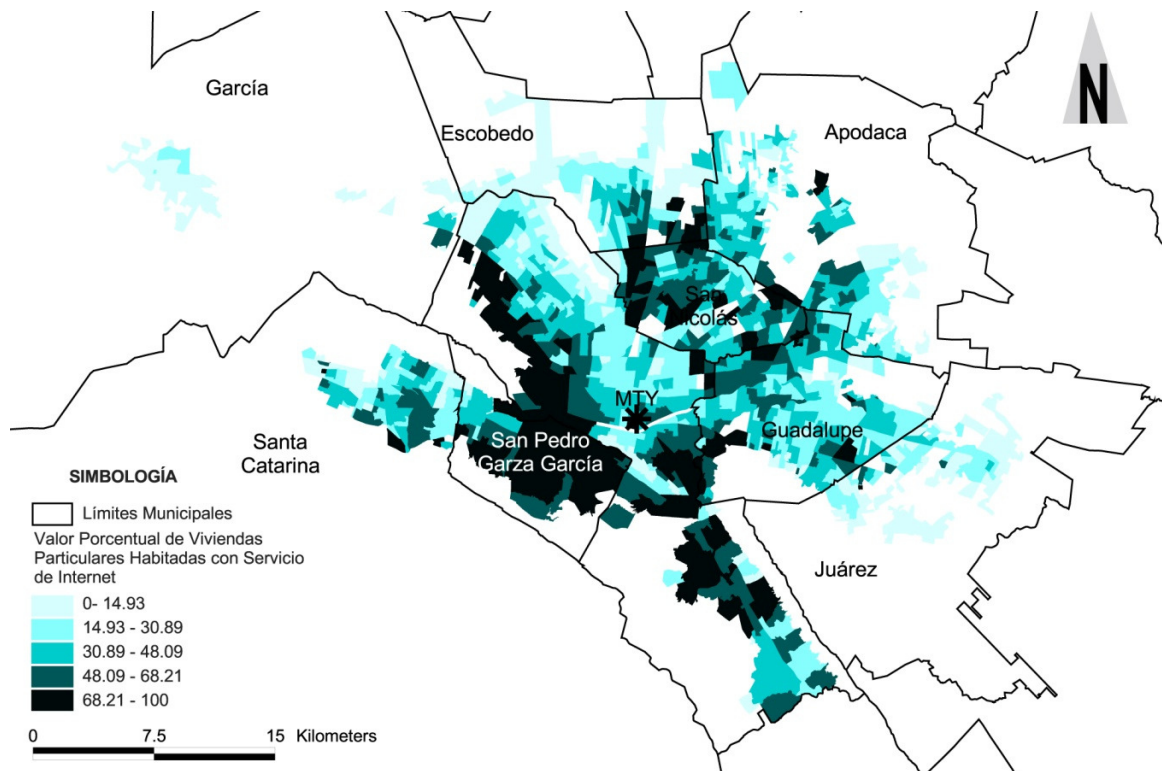 García
Escobedo
Apodaca
N
San
Nicolás
MTY
Guadalupe
San Pedro
Garza García
Santa
Catarina
Juárez
SIMBOLOGÍA
Límites Municipales
Valor Porcentual de Viviendas
Particulares Habitadas con Servicio
de Internet
0- 14.93
14.93 - 30.89
30.89 - 48.09
48.09 - 68.21
68.21 - 100
0 7.5 15 Kilometers